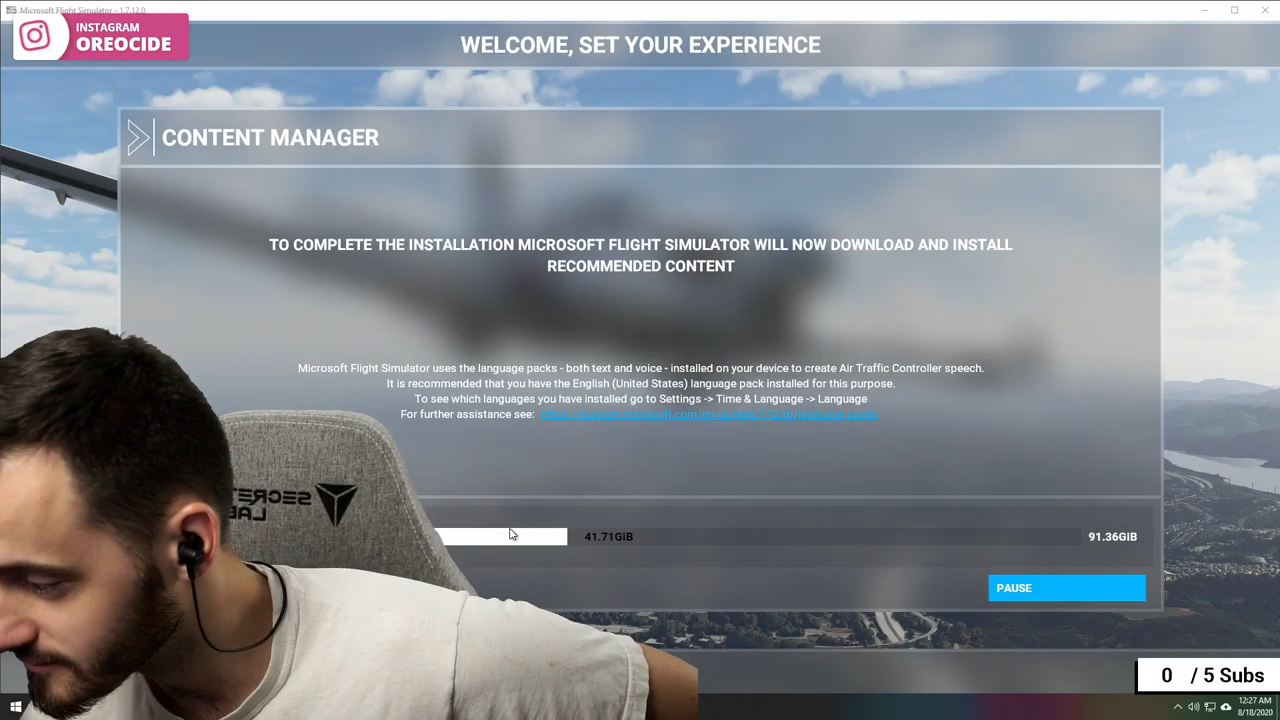 Microsoft Flight Simulator - 1.7.12.0
INSTAGRAM
OREOCIDE
WELCOME, SET YOUR EXPERIENCE
CONTENT MANAGER
TO COMPLETE THE INSTALLATION MICROSOFT FLIGHT SIMULATOR WILL NOW DOWNLOAD AND INSTALL
RECOMMENDED CONTENT
Microsoft Flight Simulator uses the language packs - both text and voice - installed on your device to create Air Traffic Controller speech.
It is recommended that you have the English (United States) language pack installed for this purpose.
To see which languages you have installed go to Settings -> Time & Language -> Language
For further assistance see:
SECRET
LAB
41.71GiB
91.36GiB
PAUSE
0 / 5 Subs
12:27 AM
8/18/2020